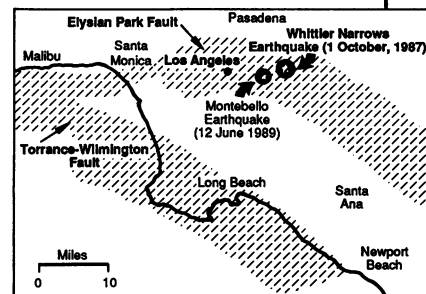 Pasadena
Elysian Park Fault
Whittier Narrows
Earthquake (1 October, 1987)
Santa
Monica
Malibu
Los Angeles
Montebello
Earthquake
(12 June 1989)
Torrance-Wilmington
Fault
Long Beach
Santa
Ana
Newport
Beach
Miles
0 10